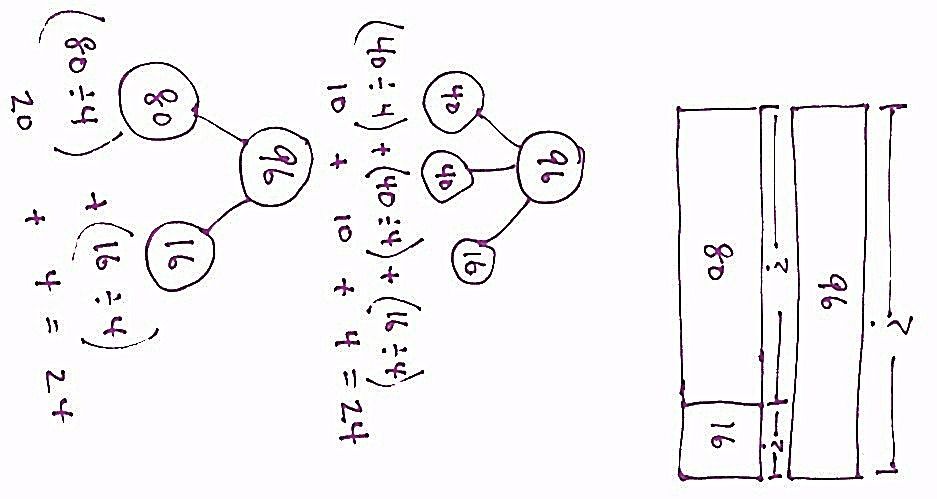 ?
96
? ?
80 16
96
40 40 16
(40 ÷ 4) + (40 ÷ 4) + (16 ÷ 4)
10 + 10 + 4 = 24
96
80 16
(80 ÷ 4) + (16 ÷ 4)
20 + 4 = 24